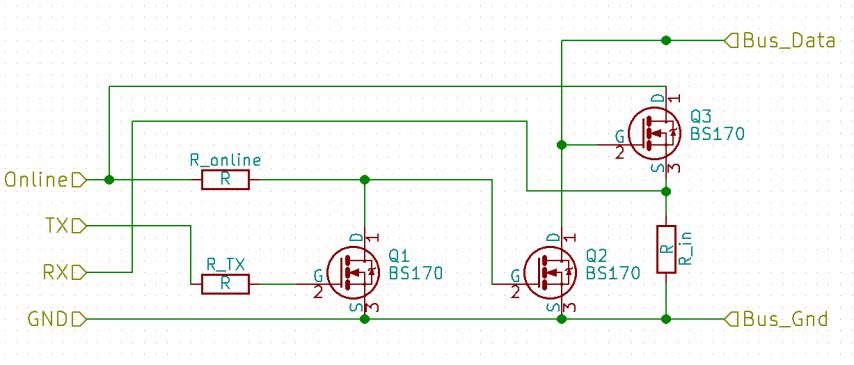 Bus_Data
D 1
Q3
BS170
G
2
S 3
R_online
R
Online
TX
R_TX
R
RX
D 1
Q1
BS170
G
2
S 3
D 1
Q2
BS170
G
2
S 3
R
R_in
GND
Bus_Gnd